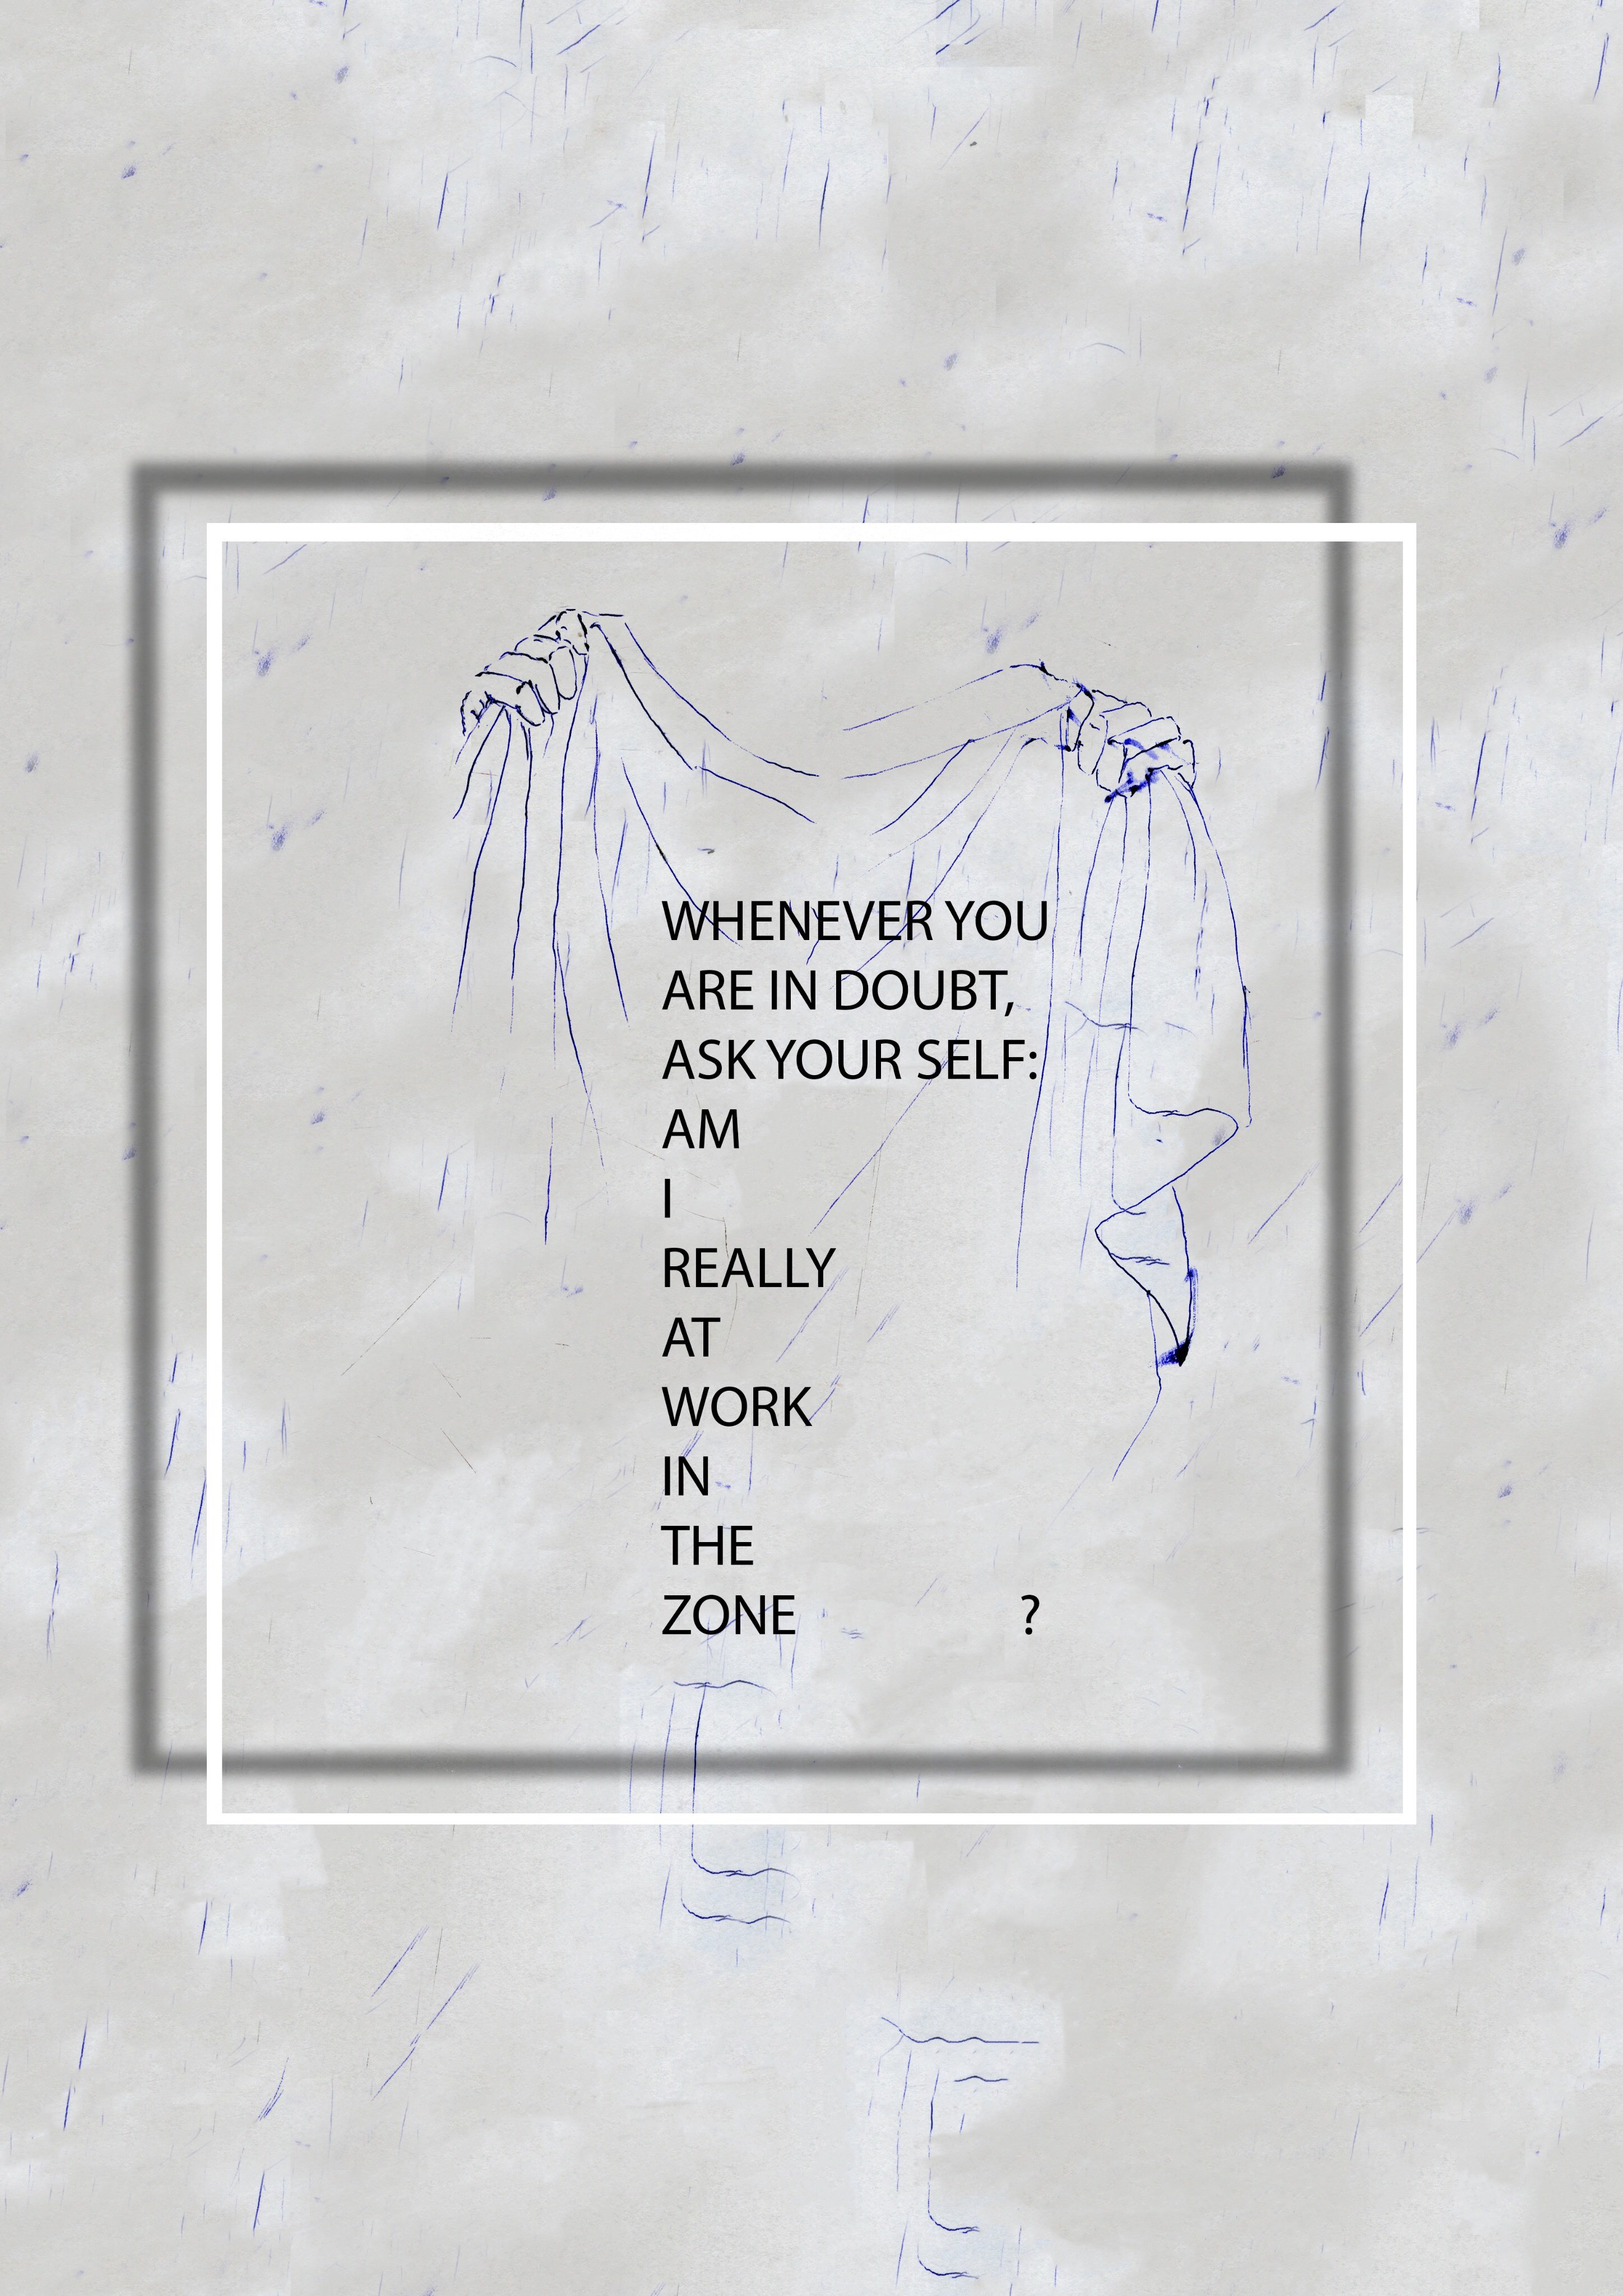 WHENEVER YOU
ARE IN DOUBT,
ASK YOUR SELF:
AM
I
REALLY
AT
WORK
IN
THE
ZONE ?